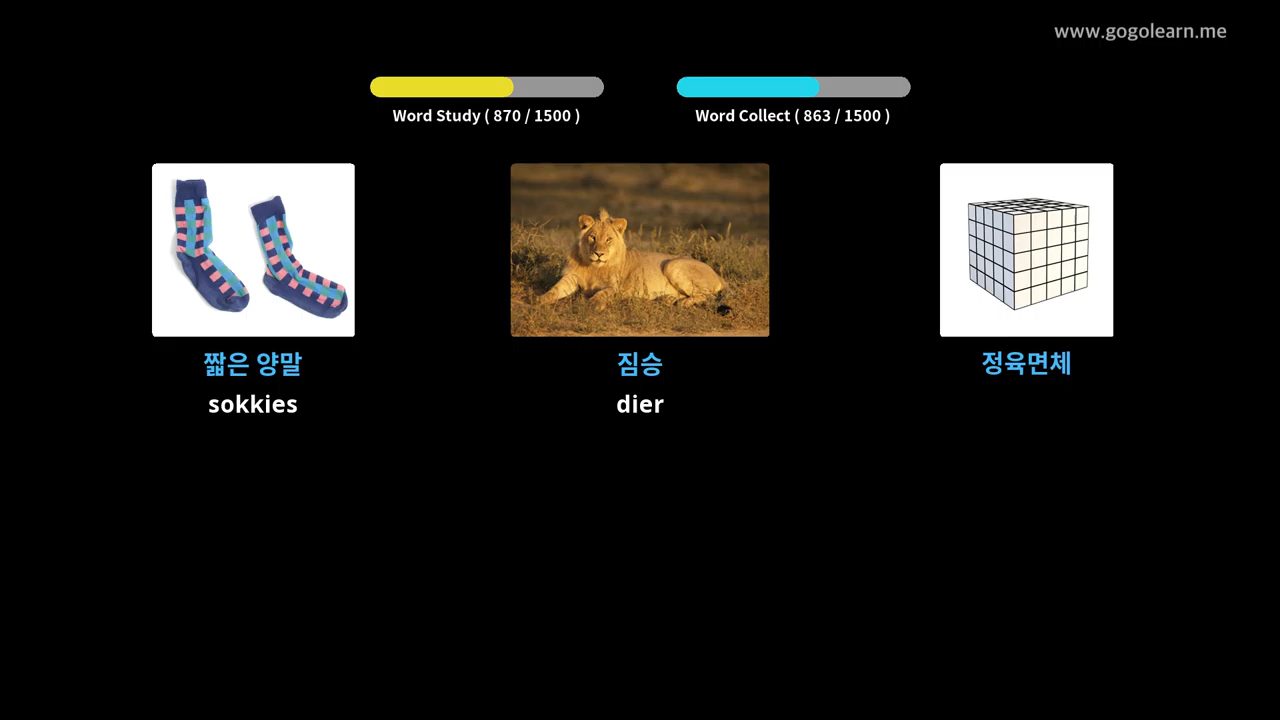 www.gogolearn.me
Word Study ( 870 / 1500 )
Word Collect ( 863 / 1500 )
짧은 양말
sokkies
짐승
dier
정육면체